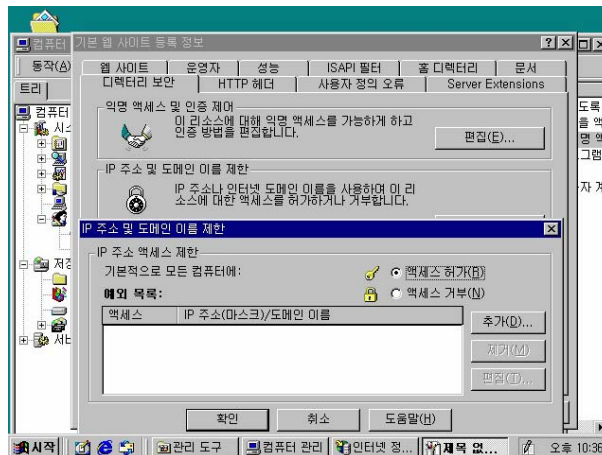 컴퓨터
기본 웹 사이트 등록 정보
동작(A)
트리
웹 사이트 운영자 성능 ISAPI 필터 홈 디렉터리 문서
디렉터리 보안 HTTP 헤더 사용자 정의 오류 Server Extensions
컴퓨터
익명 액세스 및 인증 제어
이 리소스에 대해 익명 액세스를 가능하게 하고
인증 방법을 편집합니다.
편집(E)...
IP 주소 및 도메인 이름 제한
IP 주소나 인터넷 도메인 이름을 사용하여 이 리
소스에 대한 액세스를 허가하거나 거부합니다.
IP 주소 및 도메인 이름 제한
IP 주소 액세스 제한
기본적으로 모든 컴퓨터에:
액세스 허가(R)
예외 목록:
액세스 거부(N)
액세스 IP 주소(마스크)/도메인 이름
추가(D)...
제거(M)
편집(T)...
확인 취소 도움말(H)
시작 관리 도구 컴퓨터 관리 인터넷 정... 제목 없... 오후 10:36